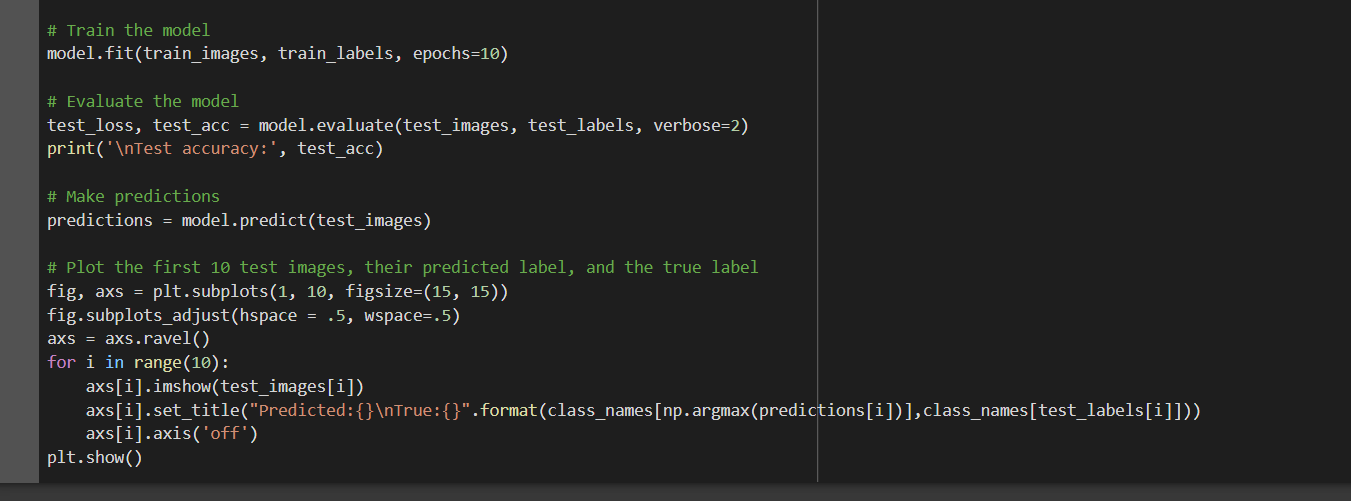 # Train the model
model.fit(train_images, train_labels, epochs=10)
# Evaluate the model
test_loss, test_acc = model.evaluate(test_images, test_labels, verbose=2)
print('\nTest accuracy:', test_acc)
# Make predictions
predictions = model.predict(test_images)
# Plot the first 10 test images, their predicted label, and the true label
fig, axs = plt.subplots(1, 10, figsize=(15, 15))
fig.subplots_adjust(hspace = .5, wspace=.5)
axs = axs.ravel()
for i in range(10):
    axs[i].imshow(test_images[i])
    axs[i].set_title("Predicted:{}\nTrue:{}".format(class_names[np.argmax(predictions[i])],class_names[test_labels[i]]))
    axs[i].axis('off')
plt.show()